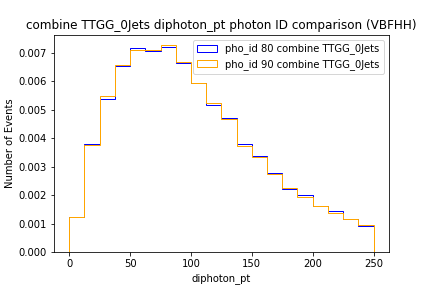 combine TTGG_0Jets diphoton_pt photon ID comparison (VBFHH)
pho_id 80 combine TTGG_0Jets
pho_id 90 combine TTGG_0Jets
Number of Events
0.007
0.006
0.005
0.004
0.003
0.002
0.001
0.000
0 50 100 150 200 250
diphoton_pt